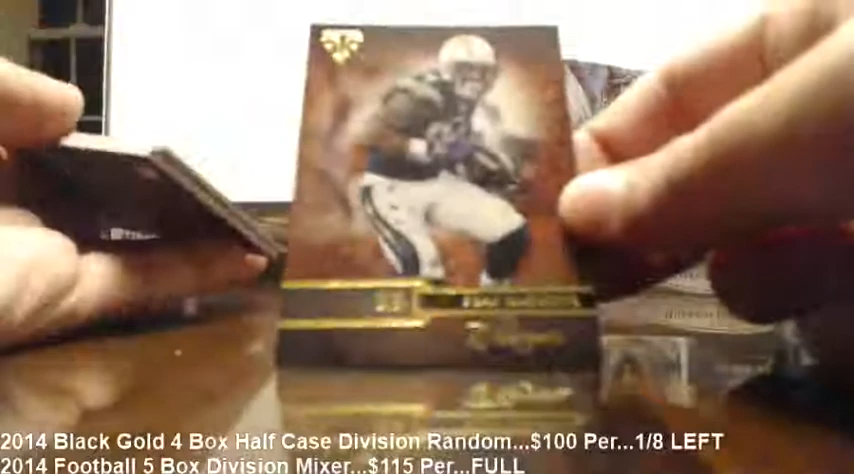 Chargers
2014 Black Gold 4 Box Half Case Division Random...$100 Per...1/8 LEFT
2014 Football 5 Box Division Mixer...$115 Per...FULL